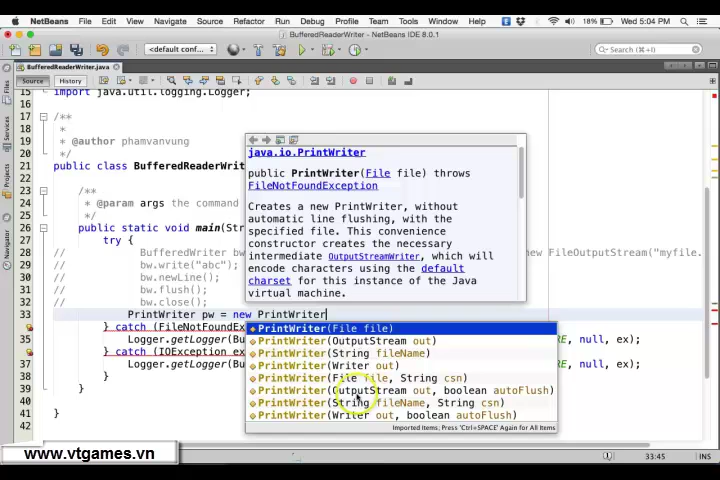 NetBeans File Edit View Navigate Source Refactor Run Debug Profile Team Tools Window 18% Wed 5:04 PM
BufferedReaderWriter - NetBeans IDE 8.0.1
<default conf... Search (⌘+I)
BufferedReaderWriter.java
Source History
Files
Services
Projects
Navigator
15 import java.util.logging.Logger;
16
17 /**
18 *
19 * @author phamvanvung
20 */
21 public class BufferedReaderWrit
22
23 /**
24 * @param args the command
25 */
26 public static void main(Str
27 try {
28 // BufferedWriter bw new FileOutputStream("myfile.
29 // bw.write("abc");
30 // bw.newLine();
31 // bw.flush();
32 // bw.close();
33 PrintWriter pw = new PrintWriter
} catch (FileNotFoundEx
35 Logger.getLogger(Bu RE, null, ex);
} catch (IOException ex
37 Logger.getLogger(Bu RE, null, ex);
38 }
39 }
40
41 }
42
java.io.PrintWriter
public PrintWriter(File file) throws
FileNotFoundException
Creates a new PrintWriter, without
automatic line flushing, with the
specified file. This convenience
constructor creates the necessary
intermediate OutputStreamWriter, which will
encode characters using the default
charset for this instance of the Java
virtual machine.
PrintWriter(File file)
PrintWriter(OutputStream out)
PrintWriter(String fileName)
PrintWriter(Writer out)
PrintWriter(File file, String csn)
PrintWriter(OutputStream out, boolean autoFlush)
PrintWriter(String fileName, String csn)
PrintWriter(Writer out, boolean autoFlush)
Imported Items; Press 'Ctrl+SPACE' Again for All Items
www.vtgames.vn
33:45 INS